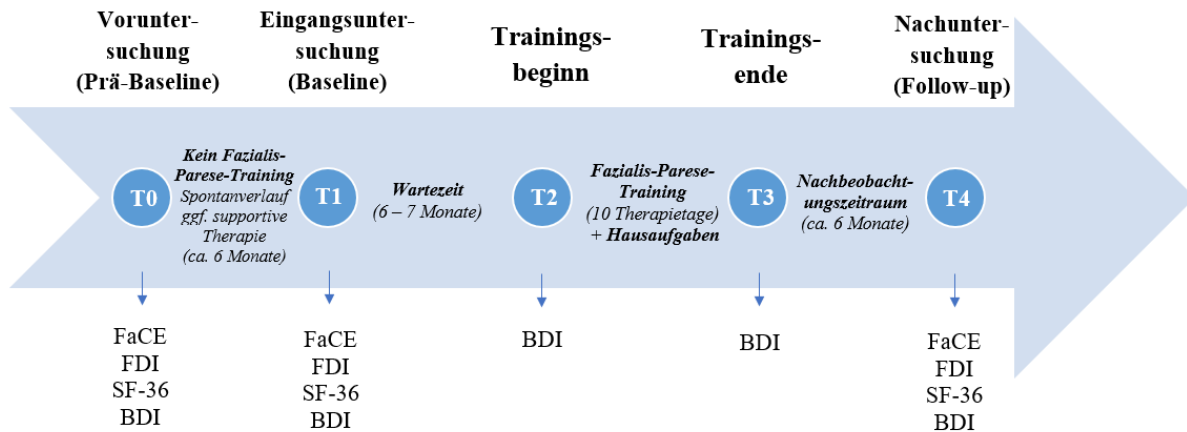 Vorunter-
suchung
(Prä-Baseline)
Eingangsunter-
suchung
(Baseline)
Trainings-
beginn
Trainings-
ende
Nachunter-
suchung
(Follow-up)
T0
Kein Fazialis-
Parese-Training
Spontanverlauf
ggf. supportive
Therapie
(ca. 6 Monate)
T1
Wartezeit
(6 – 7 Monate)
T2
Fazialis-Parese-
Training
(10 Therapietage)
+ Hausaufgaben
T3
Nachbeobacht-
ungszeitraum
(ca. 6 Monate)
T4
FaCE
FDI
SF-36
BDI
FaCE
FDI
SF-36
BDI
BDI
BDI
FaCE
FDI
SF-36
BDI